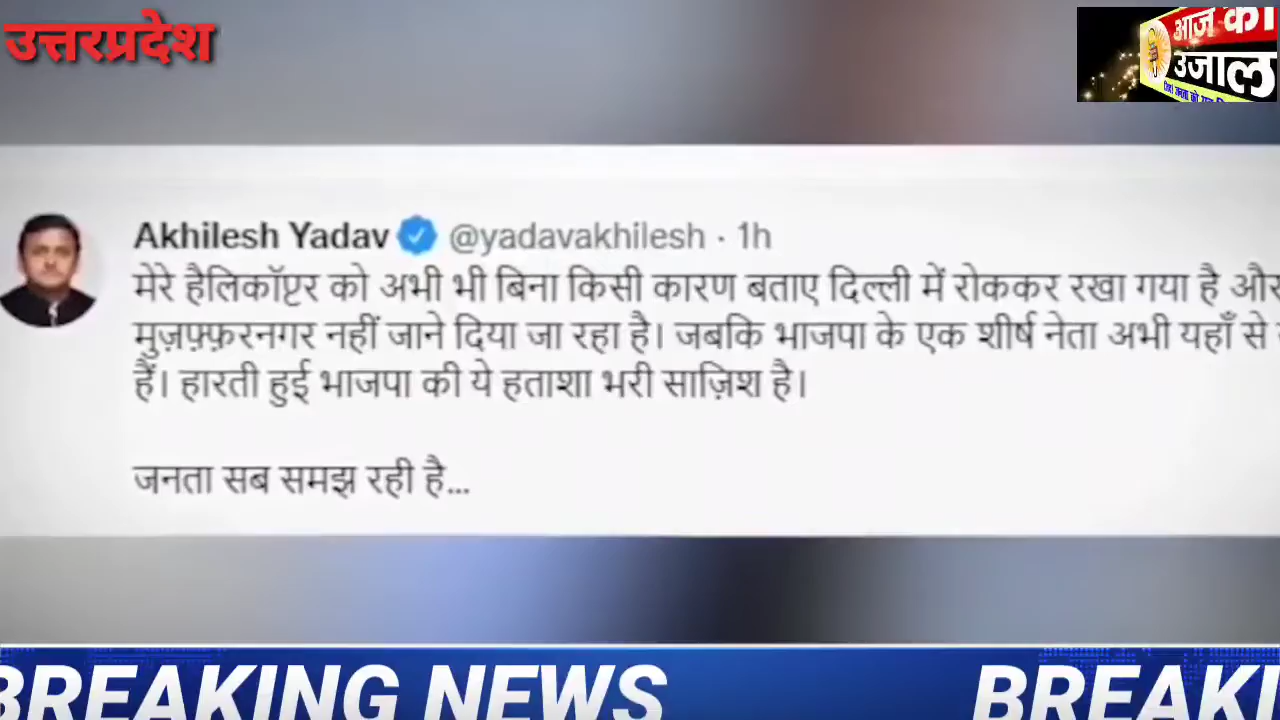 उत्तरप्रदेश
आज का
उजाल
Akhilesh Yadav @yadavakhilesh · 1h
मेरे हैलिकॉप्टर को अभी भी बिना किसी कारण बताए दिल्ली में रोककर रखा गया है और
मुज़फ़्फ़रनगर नहीं जाने दिया जा रहा है। जबकि भाजपा के एक शीर्ष नेता अभी यहाँ से
हैं। हारती हुई भाजपा की ये हताशा भरी साज़िश है।
जनता सब समझ रही है...
BREAKING NEWS
BREAKI